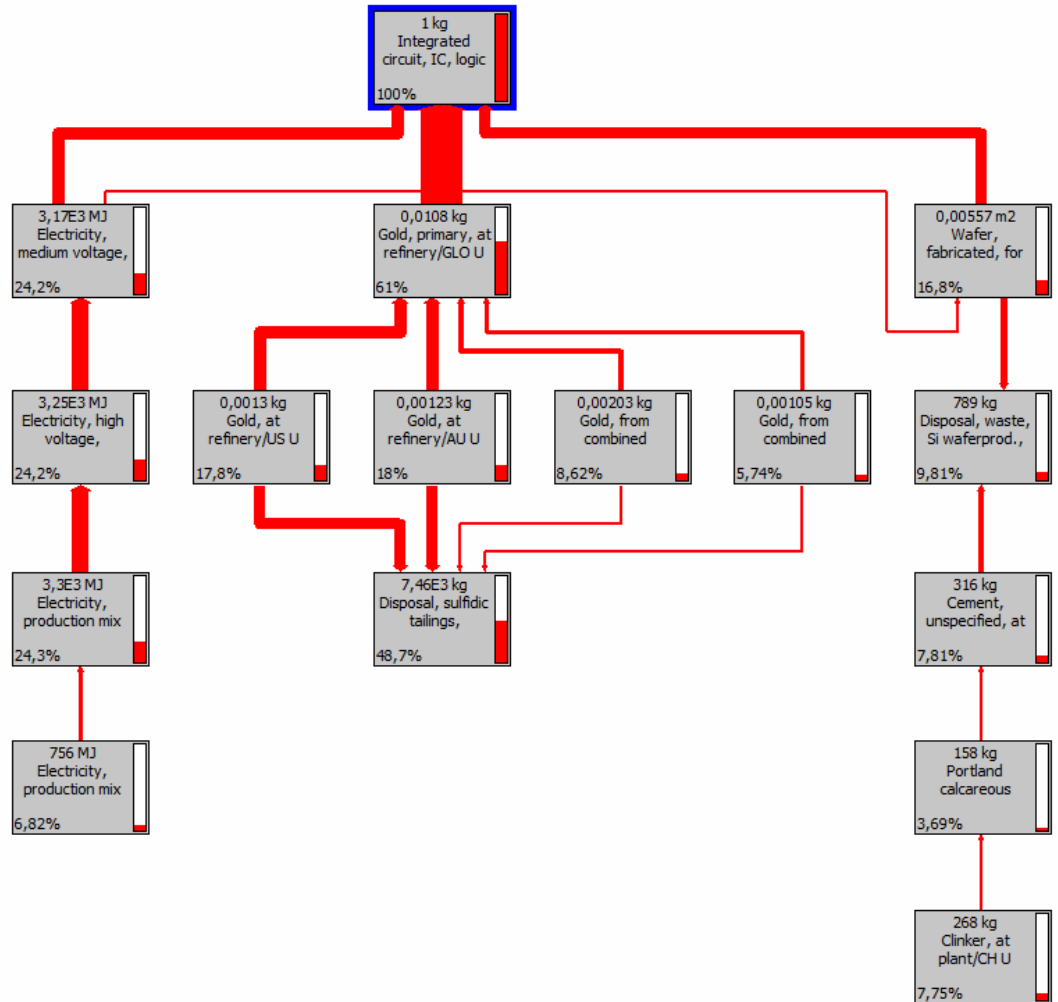 1 kg
Integrated
circuit, IC, logic
100%
3,17E3 MJ
Electricity,
medium voltage,
24,2%
0,0108 kg
Gold, primary, at
refinery/GLO U
61%
0,00557 m2
Wafer,
fabricated, for
16,8%
3,25E3 MJ
Electricity, high
voltage,
24,2%
0,0013 kg
Gold, at
refinery/US U
17,8%
0,00123 kg
Gold, at
refinery/AU U
18%
0,00203 kg
Gold, from
combined
8,62%
0,00105 kg
Gold, from
combined
5,74%
789 kg
Disposal, waste,
Si waferprod.,
9,81%
3,3E3 MJ
Electricity,
production mix
24,3%
7,46E3 kg
Disposal, sulfidic
tailings,
48,7%
316 kg
Cement,
unspecified, at
7,81%
756 MJ
Electricity,
production mix
6,82%
158 kg
Portland
calcareous
3,69%
268 kg
Clinker, at
plant/CH U
7,75%